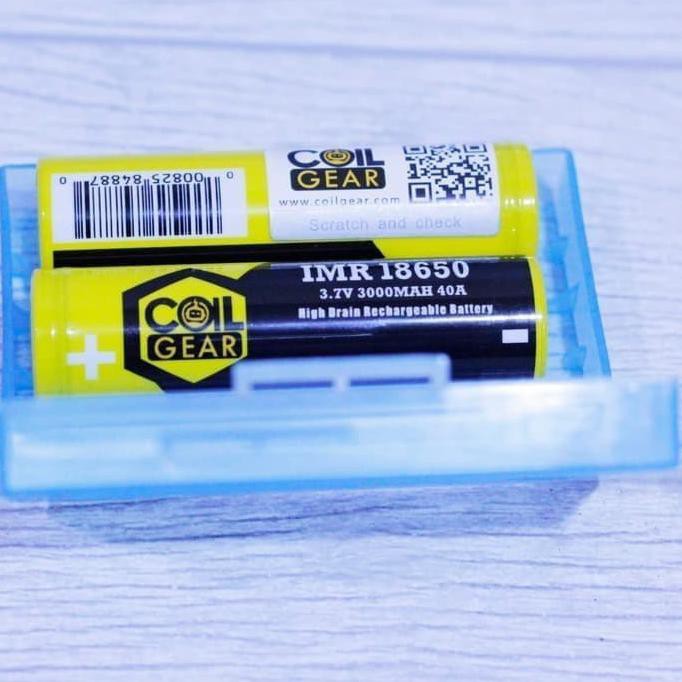 0 00825 84887 0
COIL
GEAR
www.coilgear.com
Scratch and check
IMR 18650
3.7V 3000MAH 40A
High Drain Rechargeable Battery
COIL
GEAR
+
-